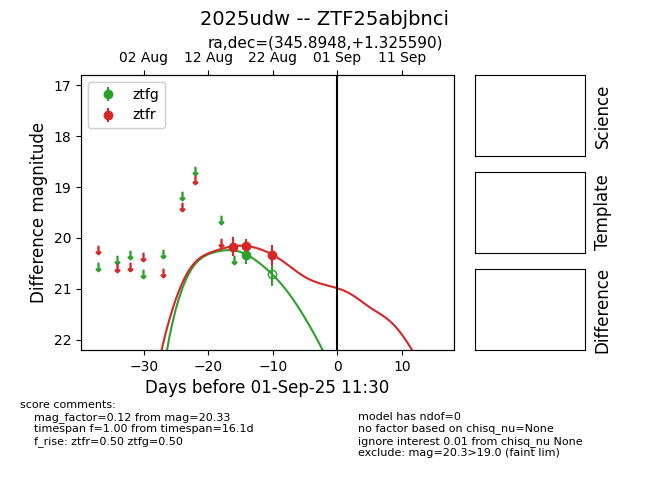 2025udw -- ZTF25abjbnci
ra,dec=(345.8948,+1.325590)
02 Aug 12 Aug 22 Aug 01 Sep 11 Sep
ztfg
ztfr
17
18
19
20
21
22
Difference magnitude
−30 −20 −10 0 10
Days before 01-Sep-25 11:30
Science
Template
Difference
score comments:
mag_factor=0.12 from mag=20.33
timespan f=1.00 from timespan=16.1d
f_rise: ztfr=0.50 ztfg=0.50
model has ndof=0
no factor based on chisq_nu=None
ignore interest 0.01 from chisq_nu None
exclude: mag=20.3>19.0 (faint lim)